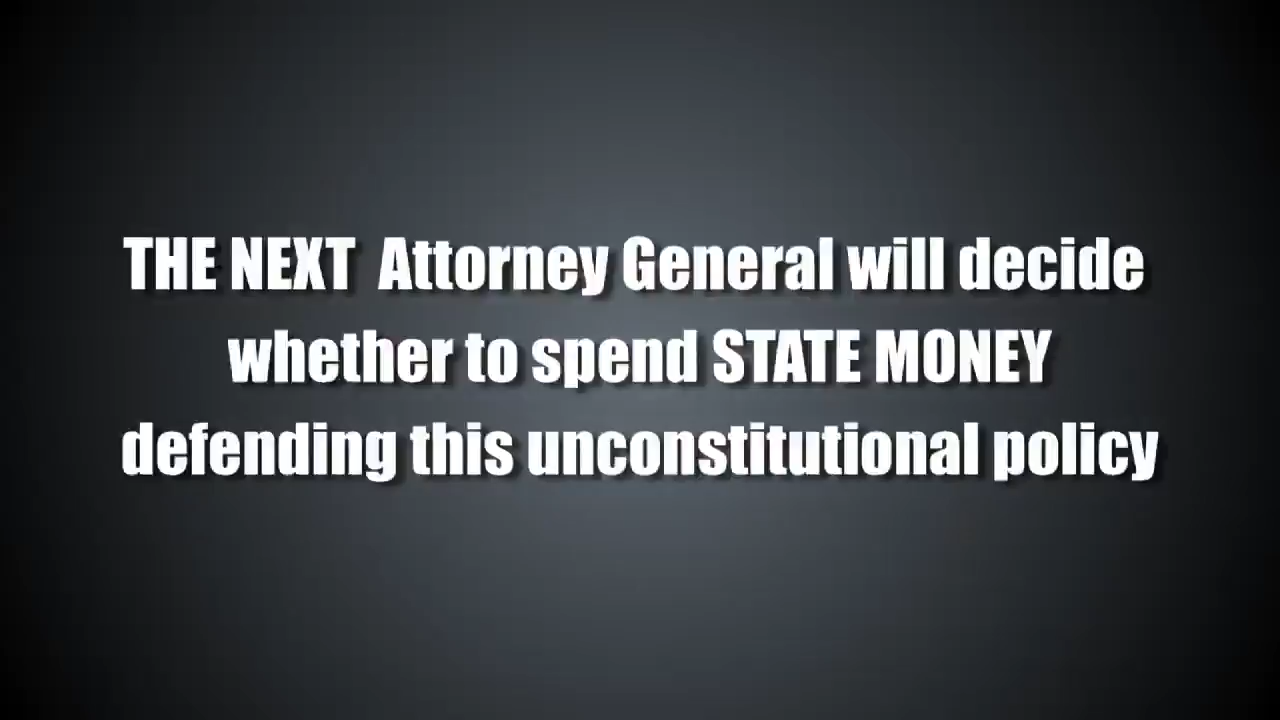 THE NEXT  Attorney General will decide
whether to spend STATE MONEY
defending this unconstitutional policy